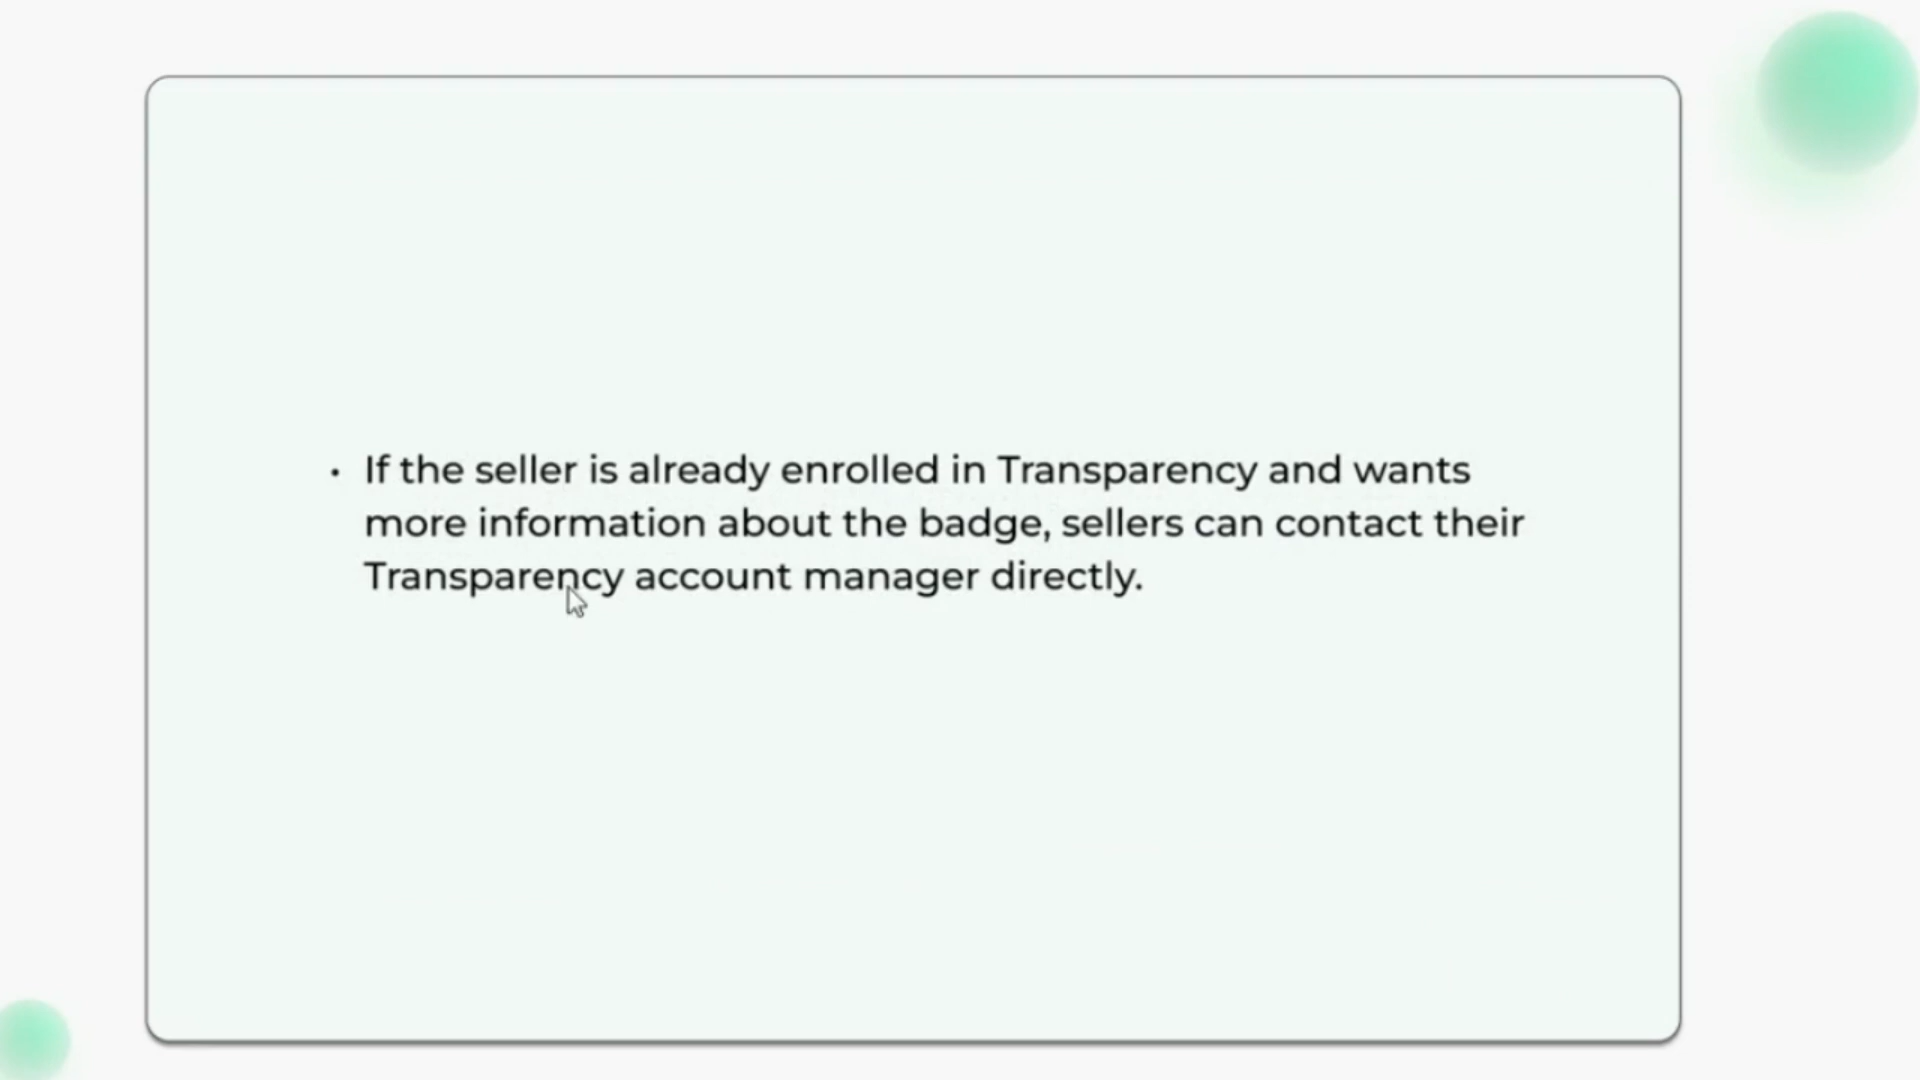 • If the seller is already enrolled in Transparency and wants
more information about the badge, sellers can contact their
Transparency account manager directly.